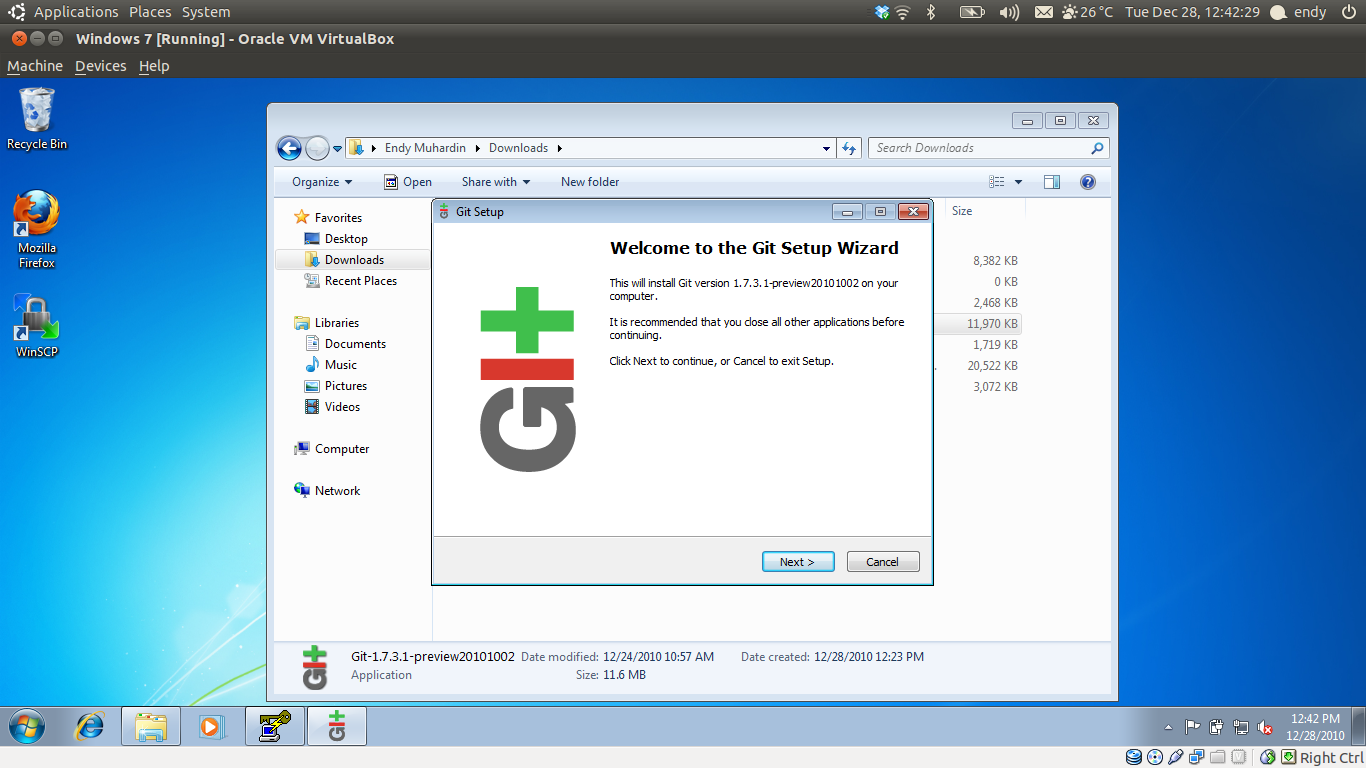 Applications Places System 26 °C Tue Dec 28, 12:42:29 endy
Windows 7 [Running] - Oracle VM VirtualBox
Machine Devices Help
Recycle Bin
Mozilla
Firefox
WinSCP
Endy Muhardin Downloads
Search Downloads
Organize Open Share with New folder
Favorites
Desktop
Downloads
Recent Places
Libraries
Documents
Music
Pictures
Videos
Computer
Network
Size
8,382 KB
0 KB
2,468 KB
11,970 KB
1,719 KB
20,522 KB
3,072 KB
Git Setup
Welcome to the Git Setup Wizard
This will install Git version 1.7.3.1-preview20101002 on your
computer.
It is recommended that you close all other applications before
continuing.
Click Next to continue, or Cancel to exit Setup.
GIt
Next > Cancel
Git-1.7.3.1-preview20101002 Date modified: 12/24/2010 10:57 AM Date created: 12/28/2010 12:23 PM
Application Size: 11.6 MB
12:42 PM
12/28/2010
Right Ctrl